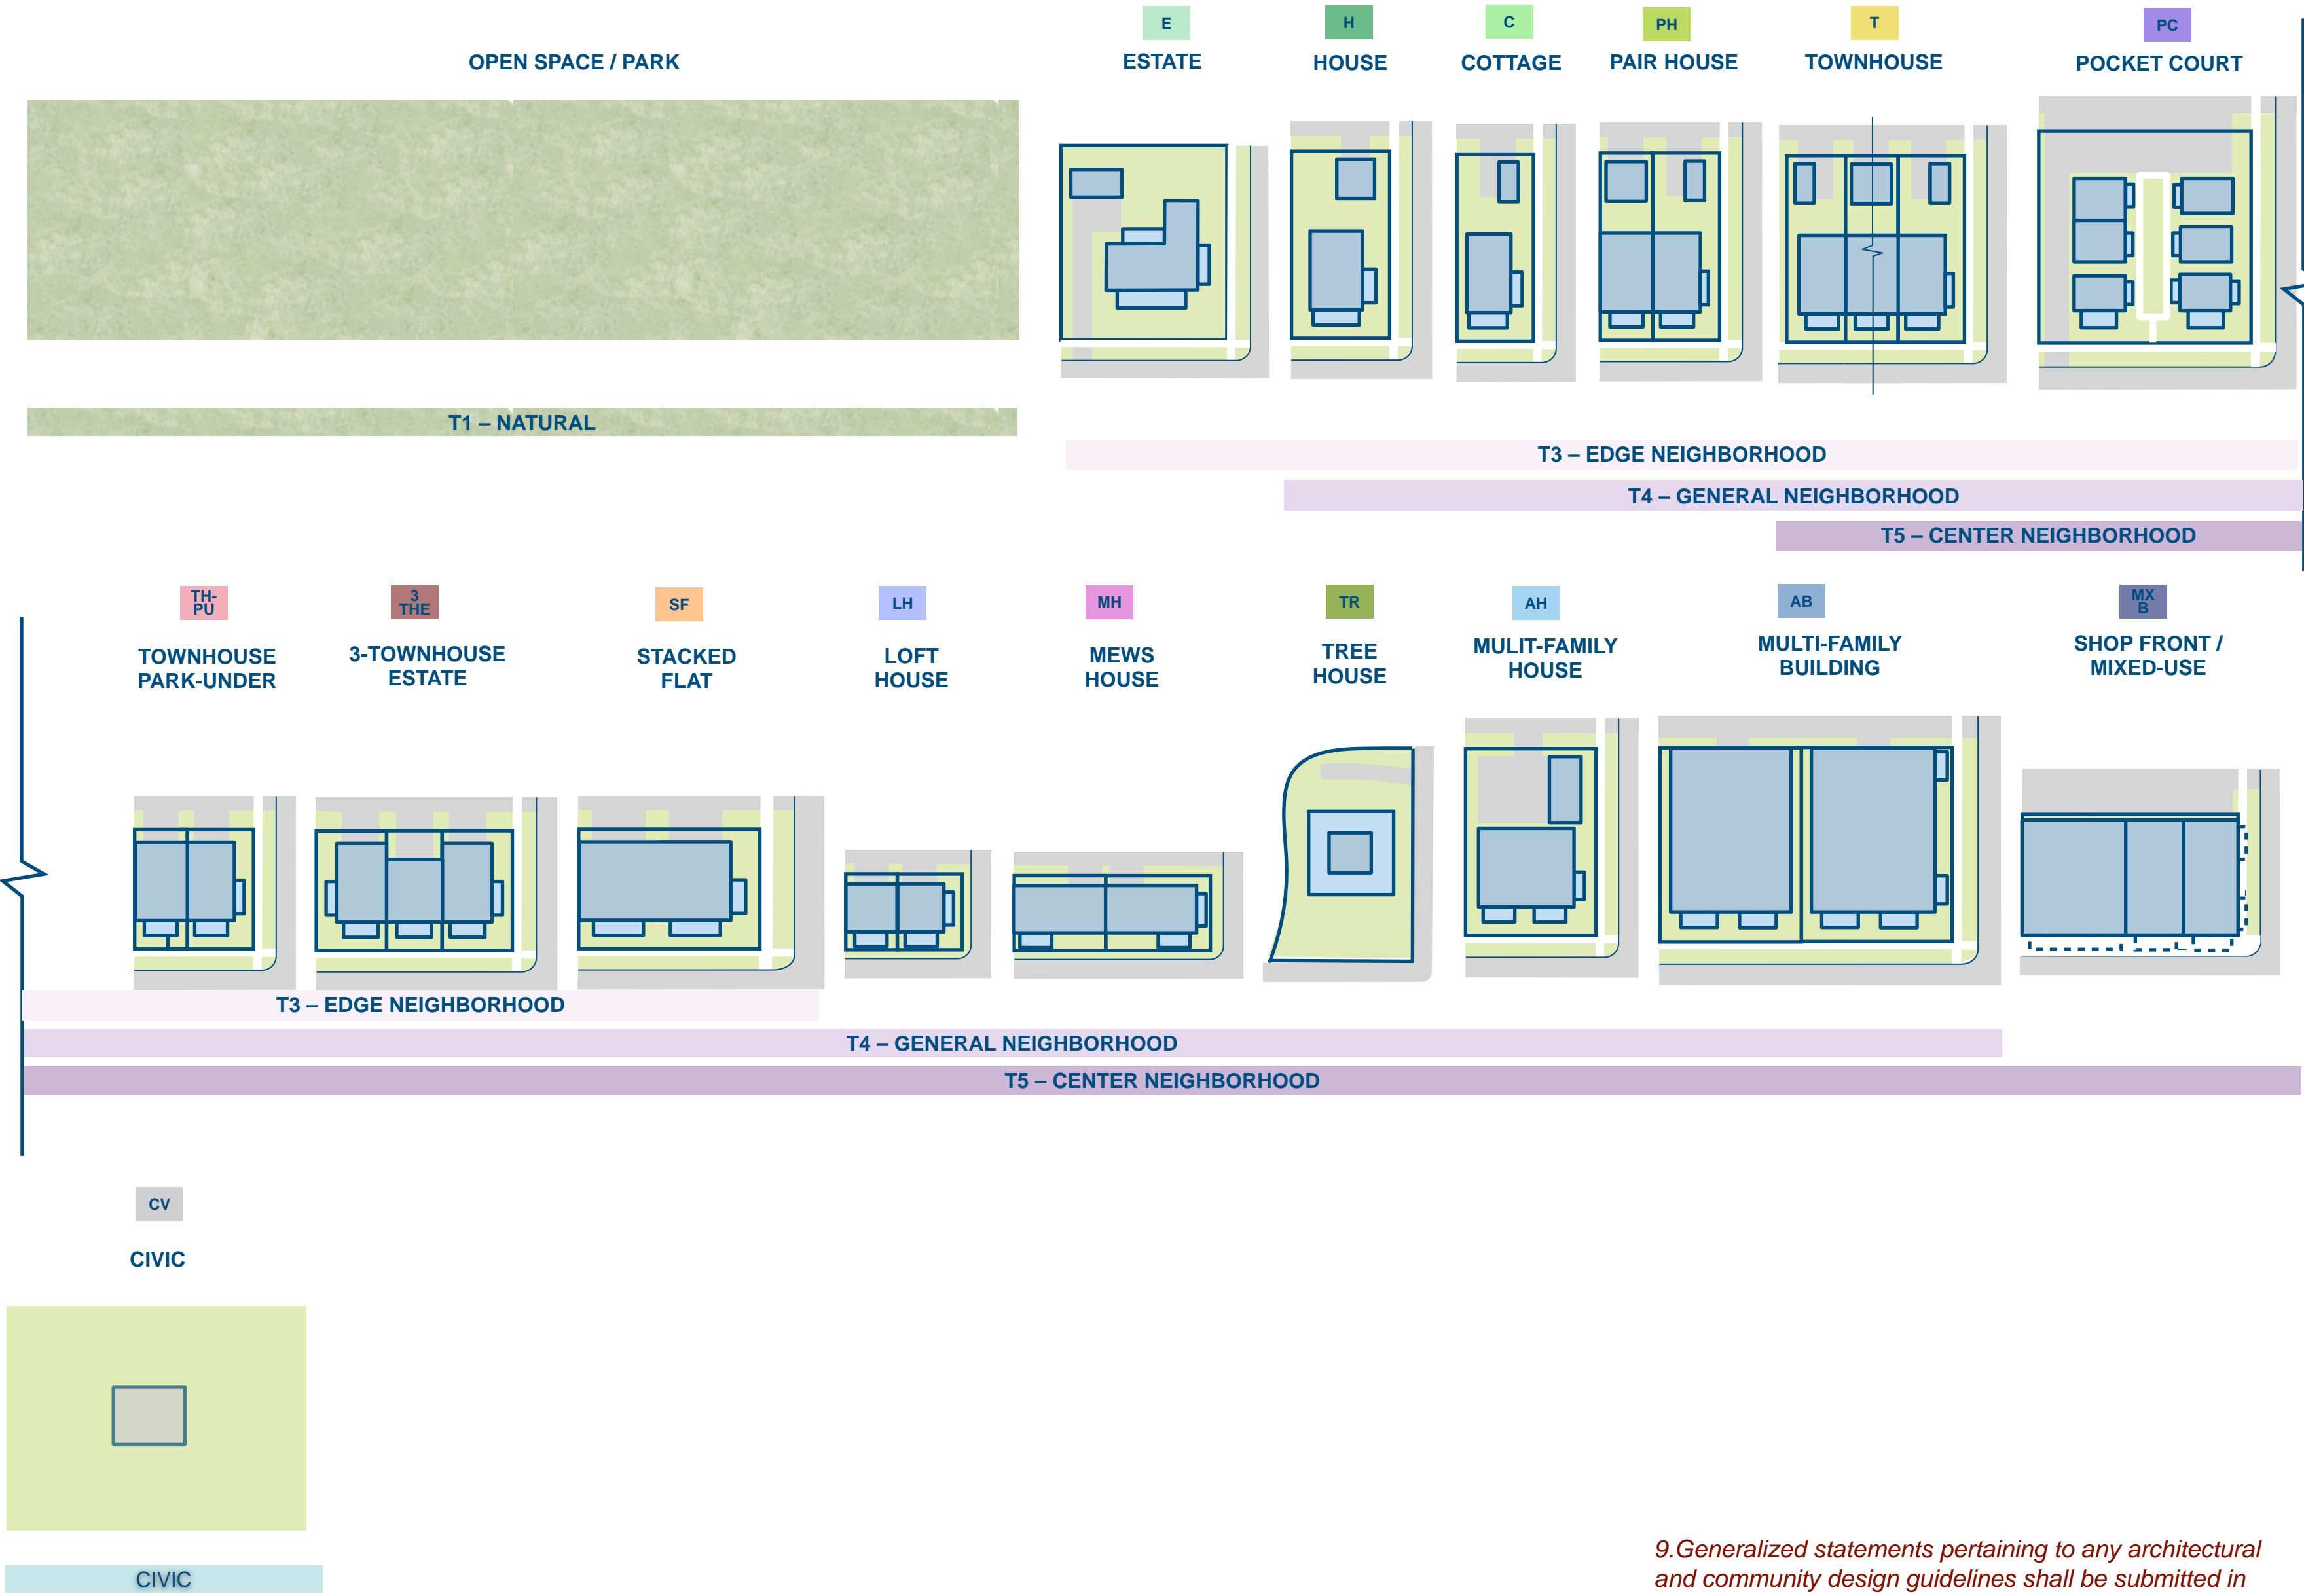 E
H
C
PH
T
PC
OPEN SPACE / PARK
ESTATE
HOUSE
COTTAGE
PAIR HOUSE
TOWNHOUSE
POCKET COURT
T1 – NATURAL
T3 – EDGE NEIGHBORHOOD
T4 – GENERAL NEIGHBORHOOD
T5 – CENTER NEIGHBORHOOD
TH-
PU
3
THE
SF
LH
MH
TR
AH
AB
MX
B
TOWNHOUSE
PARK-UNDER
3-TOWNHOUSE
ESTATE
STACKED
FLAT
LOFT
HOUSE
MEWS
HOUSE
TREE
HOUSE
MULIT-FAMILY
HOUSE
MULTI-FAMILY
BUILDING
SHOP FRONT /
MIXED-USE
T3 – EDGE NEIGHBORHOOD
T4 – GENERAL NEIGHBORHOOD
T5 – CENTER NEIGHBORHOOD
CV
CIVIC
CIVIC
9.Generalized statements pertaining to any architectural
and community design guidelines shall be submitted in